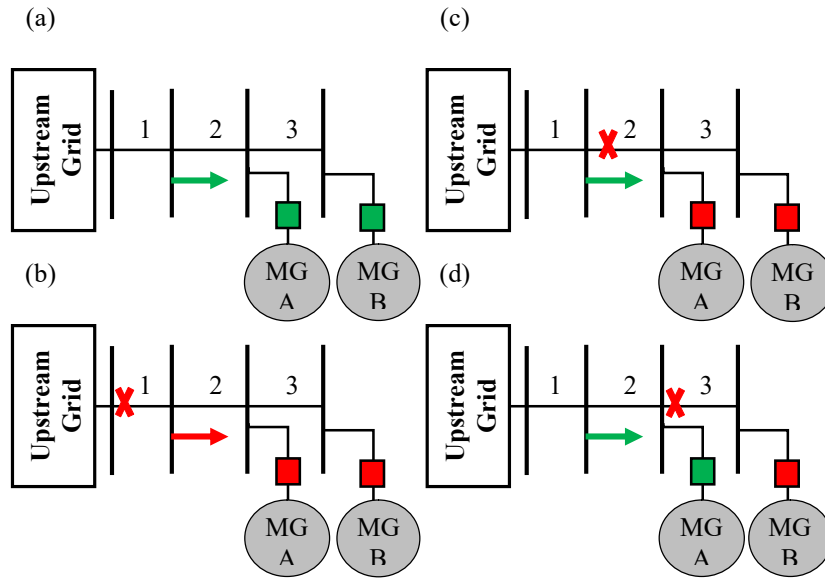 (a)
Upstream
Grid
1 2 3
MG
A
MG
B
(b)
Upstream
Grid
1 2 3
MG
A
MG
B
(c)
Upstream
Grid
1 2 3
MG
A
MG
B
(d)
Upstream
Grid
1 2 3
MG
A
MG
B